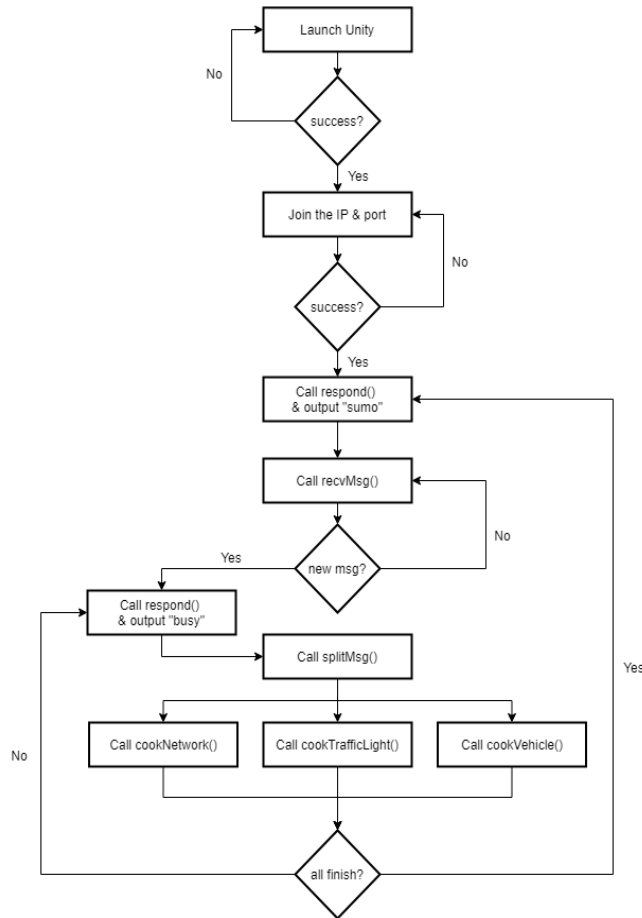 Launch Unity
No
success?
Yes
Join the IP & port
No
success?
Yes
Call respond()
& output "sumo"
Call recvMsg()
No
Yes
new msg?
Call respond()
& output "busy"
Call splitMsg()
Yes
No
Call cookNetwork()
Call cookTrafficLight()
Call cookVehicle()
all finish?